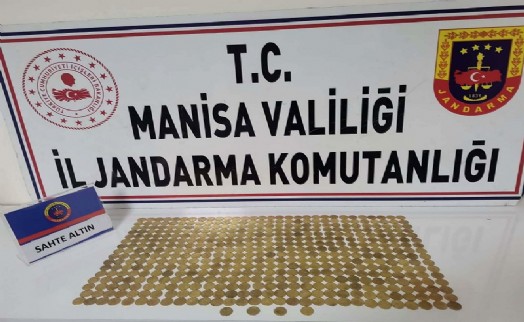 T.C.
MANİSA VALİLİĞİ
İL JANDARMA KOMUTANLIĞI
JANDARMA
SAHTE ALTIN